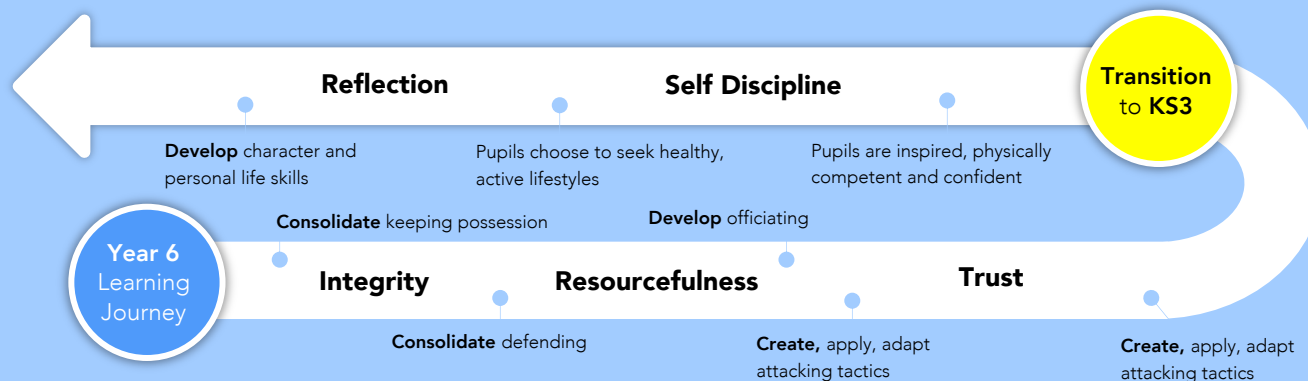 Reflection
Self Discipline
Transition
to KS3
Develop character and
personal life skills
Pupils choose to seek healthy,
active lifestyles
Pupils are inspired, physically
competent and confident
Consolidate keeping possession
Develop officiating
Year 6
Learning
Journey
Integrity
Resourcefulness
Trust
Consolidate defending
Create, apply, adapt
attacking tactics
Create, apply, adapt
attacking tactics